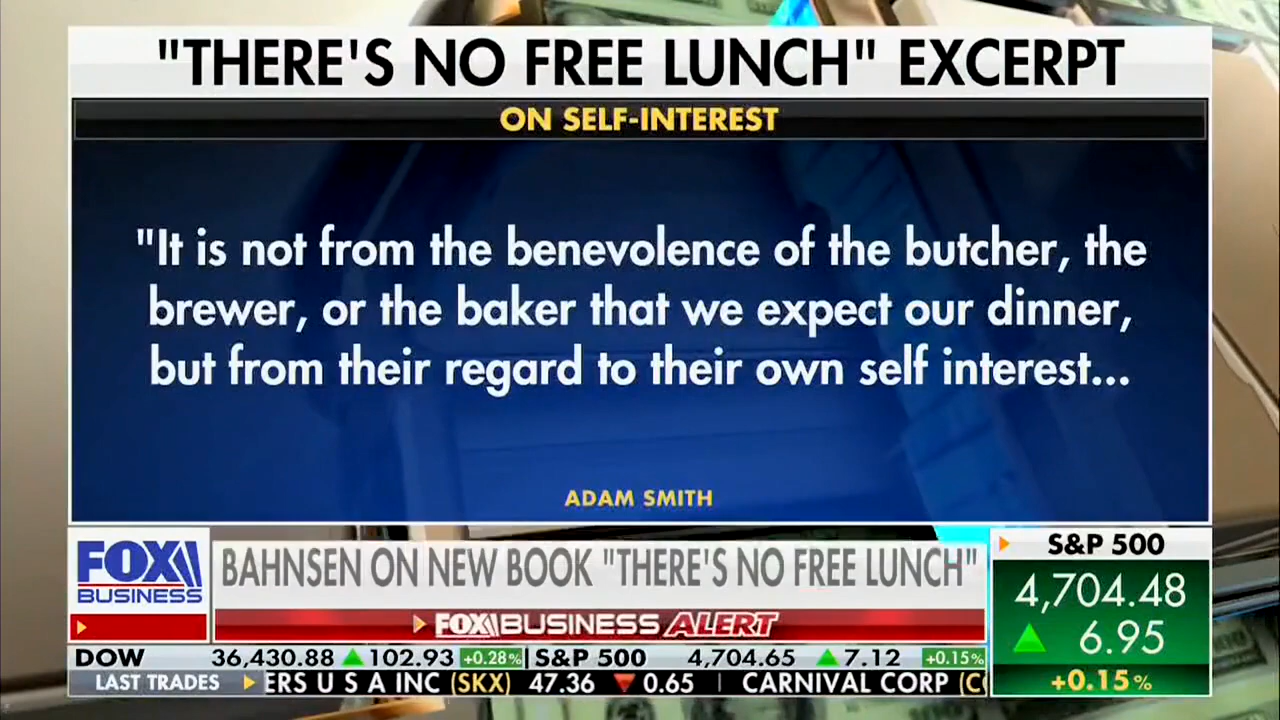 "THERE'S NO FREE LUNCH" EXCERPT
ON SELF-INTEREST
"It is not from the benevolence of the butcher, the
brewer, or the baker that we expect our dinner,
but from their regard to their own self interest...
ADAM SMITH
FOX
BUSINESS
BAHNSEN ON NEW BOOK "THERE'S NO FREE LUNCH"
FOX BUSINESS ALERT
S&P 500
4,704.48
6.95
+0.15%
DOW 36,430.88 102.93 +0.28% S&P 500 4,704.65 7.12 +0.15%
LAST TRADES ERS U S A INC (SKX) 47.36 0.65 CARNIVAL CORP (C